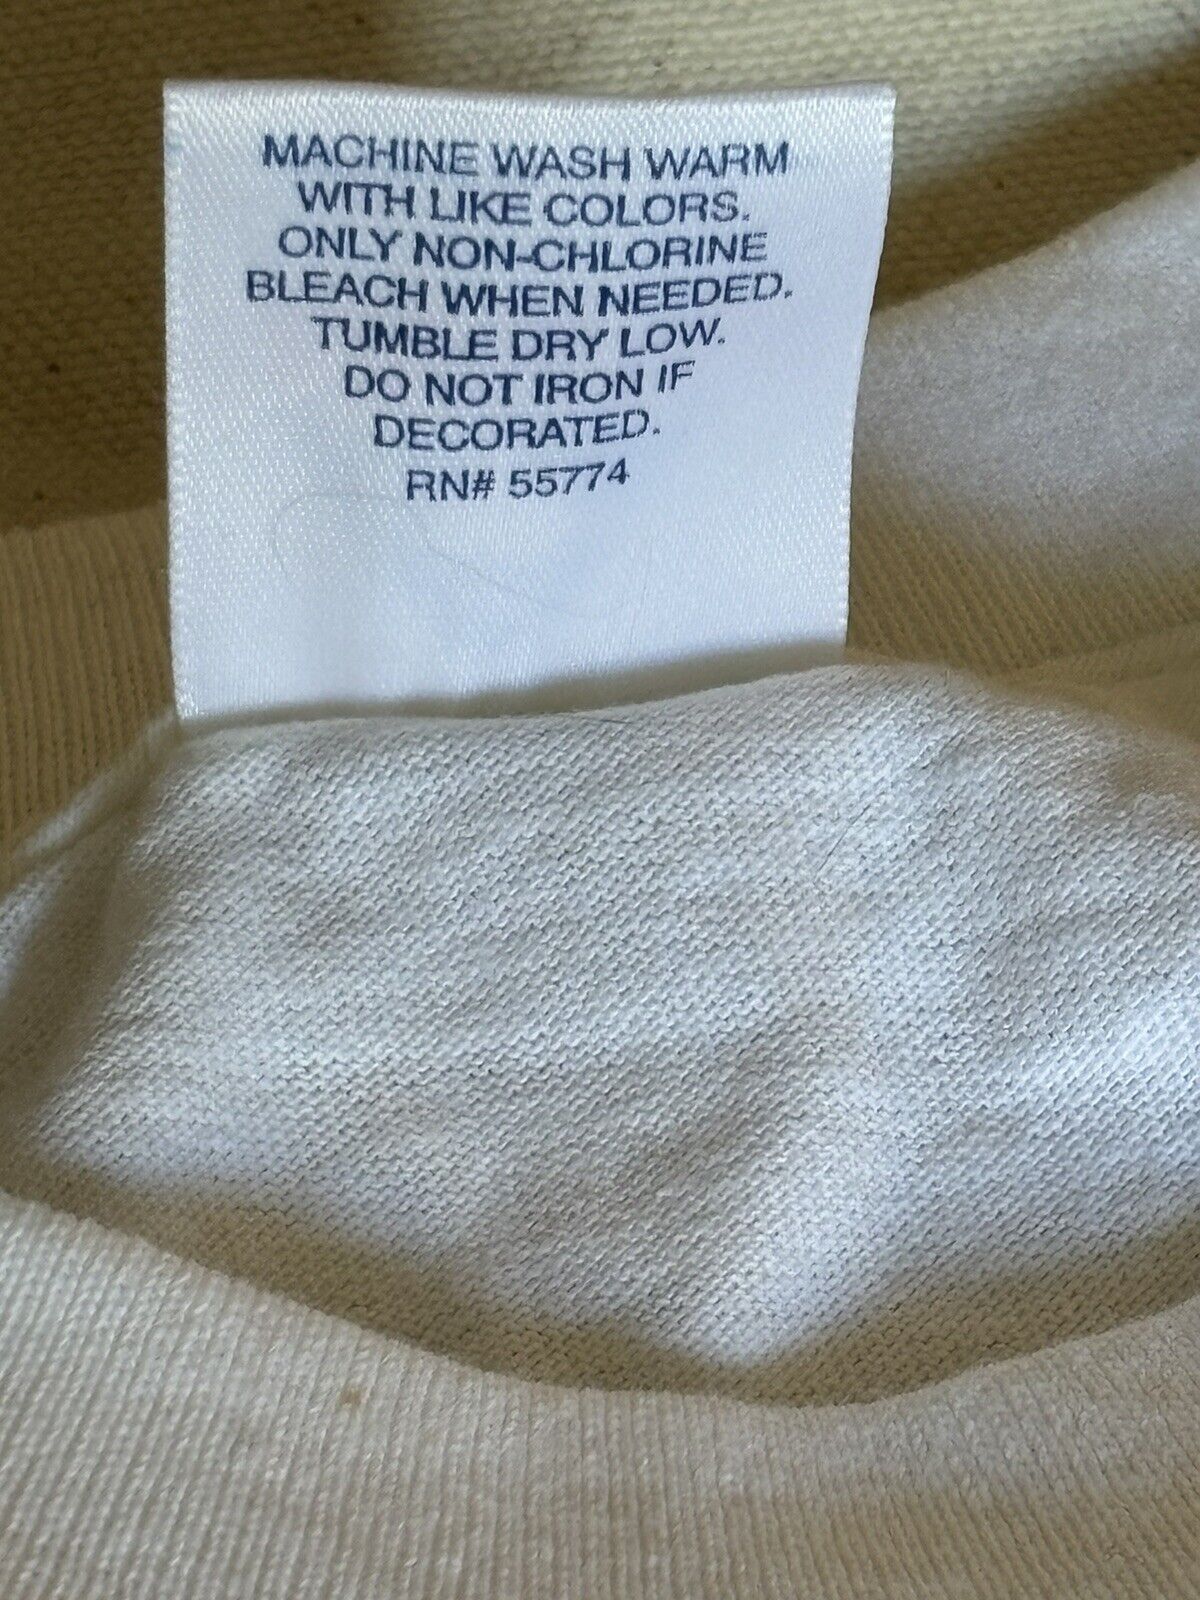 MACHINE WASH WARM
WITH LIKE COLORS.
ONLY NON-CHLORINE
BLEACH WHEN NEEDED.
TUMBLE DRY LOW.
DO NOT IRON IF
DECORATED.
RN# 55774